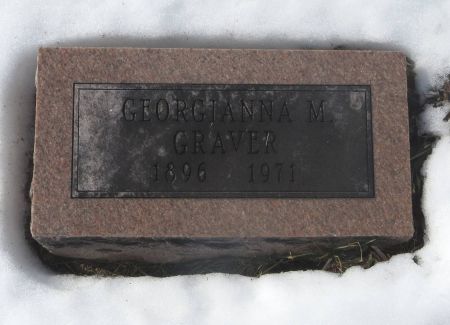 GEORGIANNA M.
GRAVER
1896 1971